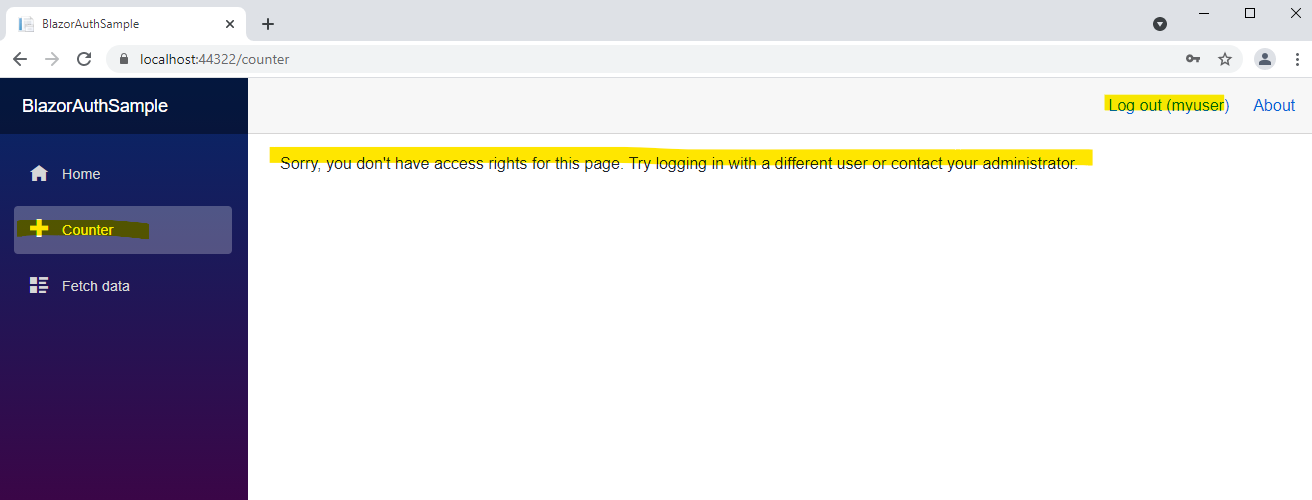 BlazorAuthSample
localhost:44322/counter
BlazorAuthSample
Log out (myuser)
About
Home
Counter
Fetch data
Sorry, you don't have access rights for this page. Try logging in with a different user or contact your administrator.